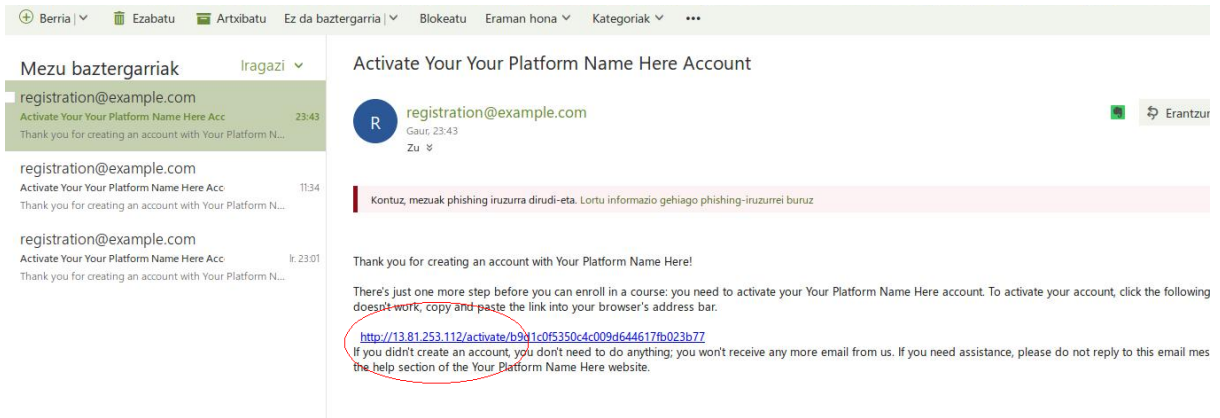 Berria
Ezabatu
Artxibatu
Ez da baztergarria
Blokeatu
Eraman hona
Kategoriak
Mezu baztergarriak
Iragazi
registration@example.com
Activate Your Your Platform Name Here Acc
23:43
Thank you for creating an account with Your Platform N...
registration@example.com
Activate Your Your Platform Name Here Acc
11:34
Thank you for creating an account with Your Platform N...
registration@example.com
Activate Your Your Platform Name Here Acc
Ir. 23:01
Thank you for creating an account with Your Platform N...
Activate Your Your Platform Name Here Account
R
registration@example.com
Gaur, 23:43
Zu
Erantzun
Kontuz, mezuak phishing iruzurra dirudi-eta. Lortu informazio gehiago phishing-iruzurrei buruz
Thank you for creating an account with Your Platform Name Here!
There's just one more step before you can enroll in a course: you need to activate your Your Platform Name Here account. To activate your account, click the following
doesn't work, copy and paste the link into your browser's address bar.
http://13.81.253.112/activate/b9d1c0f5350c4c009d644617fb023b77
If you didn't create an account, you don't need to do anything; you won't receive any more email from us. If you need assistance, please do not reply to this email mes
the help section of the Your Platform Name Here website.